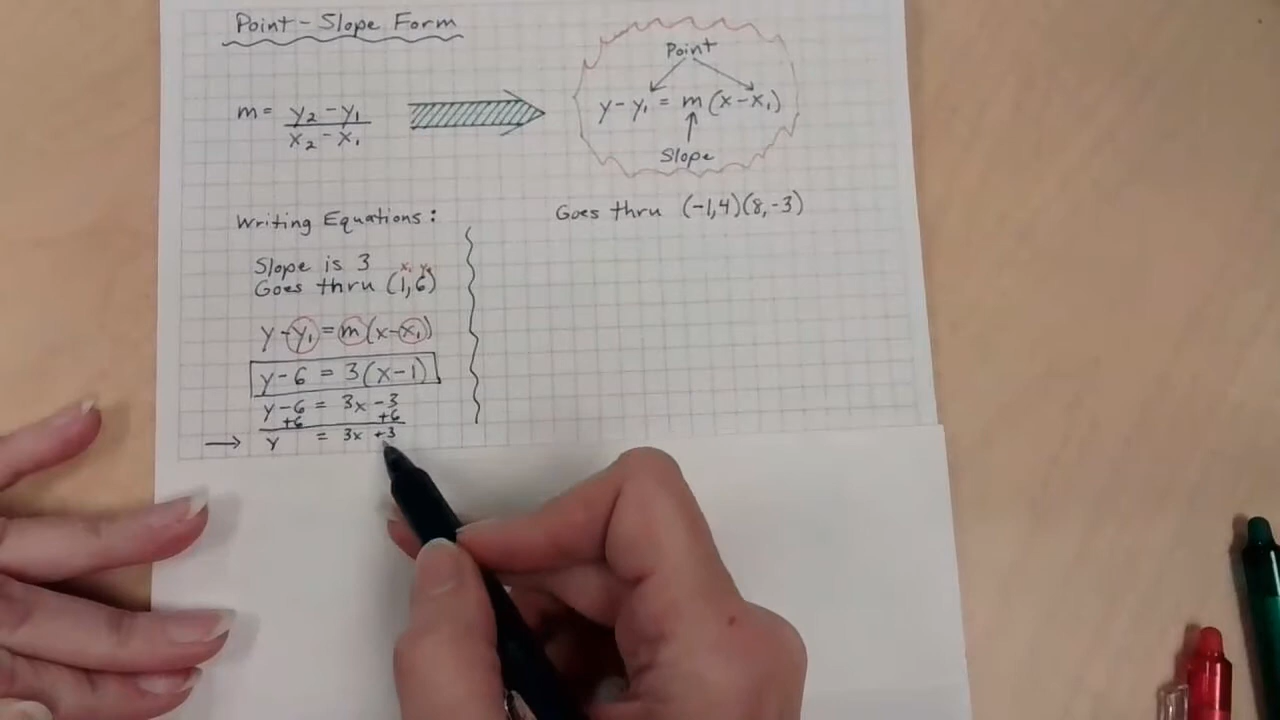 Point-Slope Form
m = y₂ - y₁ / x₂ - x₁
Point
y - y₁ = m(x - x₁)
Slope
Writing Equations:
Slope is 3
x₁ y₁
Goes thru (1,6)
y - y₁ = m(x - x₁)
y - 6 = 3(x - 1)
y - 6 = 3x - 3
+6 +6
y = 3x + 3
Goes thru (-1,4)(8,-3)